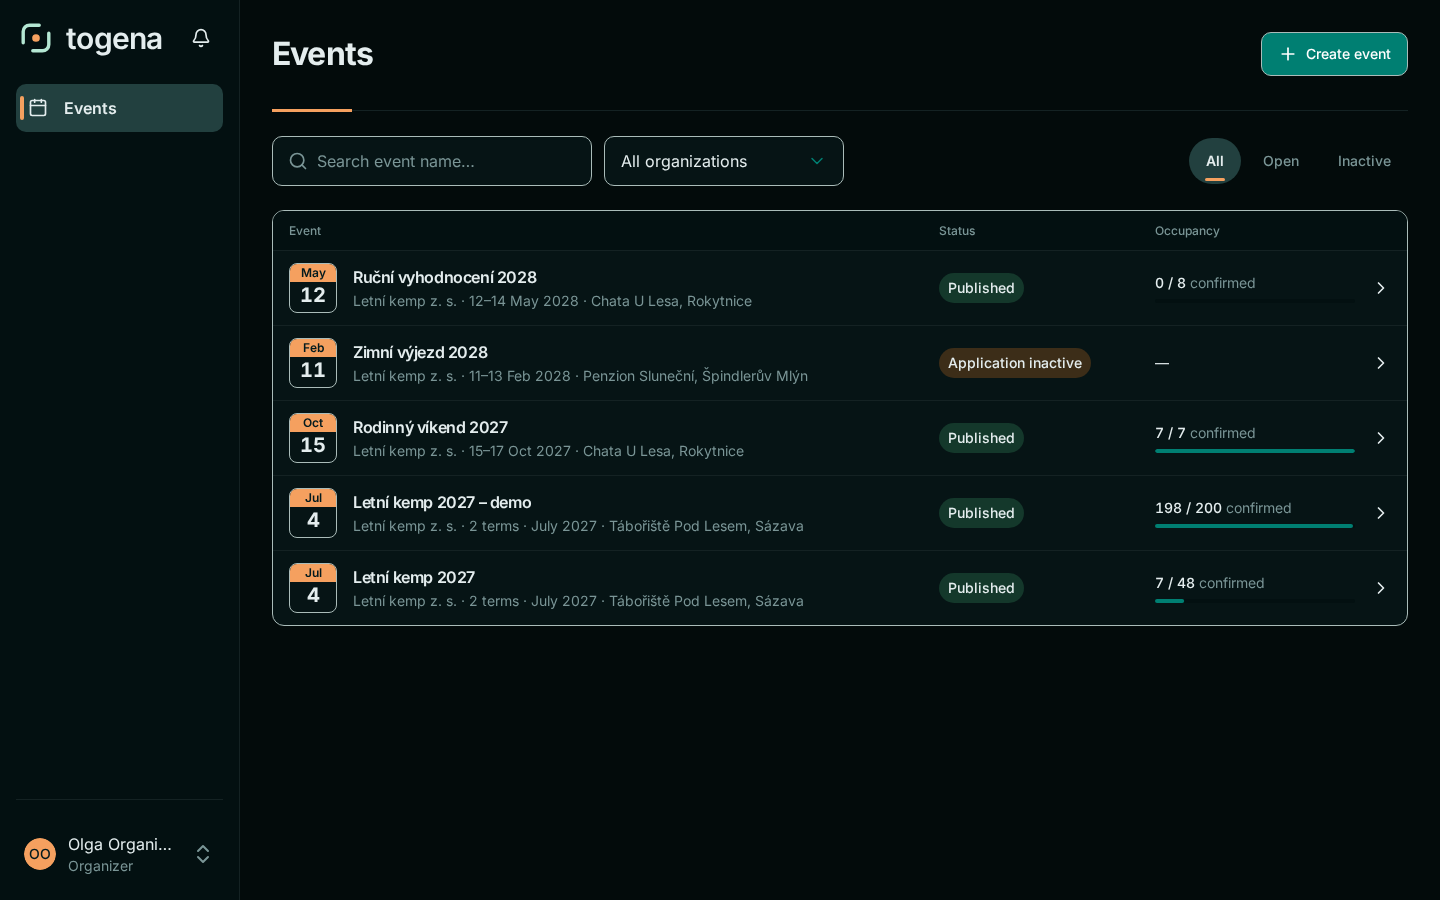 togena
Events
Events
Create event
Search event name...
All organizations
All
Open
Inactive
Event
Status
Occupancy
May
12
Ruční vyhodnocení 2028
Letní kemp z. s. · 12–14 May 2028 · Chata U Lesa, Rokytnice
Published
0 / 8 confirmed
Feb
11
Zimní výjezd 2028
Letní kemp z. s. · 11–13 Feb 2028 · Penzion Sluneční, Špindlerův Mlýn
Application inactive
—
Oct
15
Rodinný víkend 2027
Letní kemp z. s. · 15–17 Oct 2027 · Chata U Lesa, Rokytnice
Published
7 / 7 confirmed
Jul
4
Letní kemp 2027 – demo
Letní kemp z. s. · 2 terms · July 2027 · Tábořiště Pod Lesem, Sázava
Published
198 / 200 confirmed
Jul
4
Letní kemp 2027
Letní kemp z. s. · 2 terms · July 2027 · Tábořiště Pod Lesem, Sázava
Published
7 / 48 confirmed
OO
Olga Organi...
Organizer